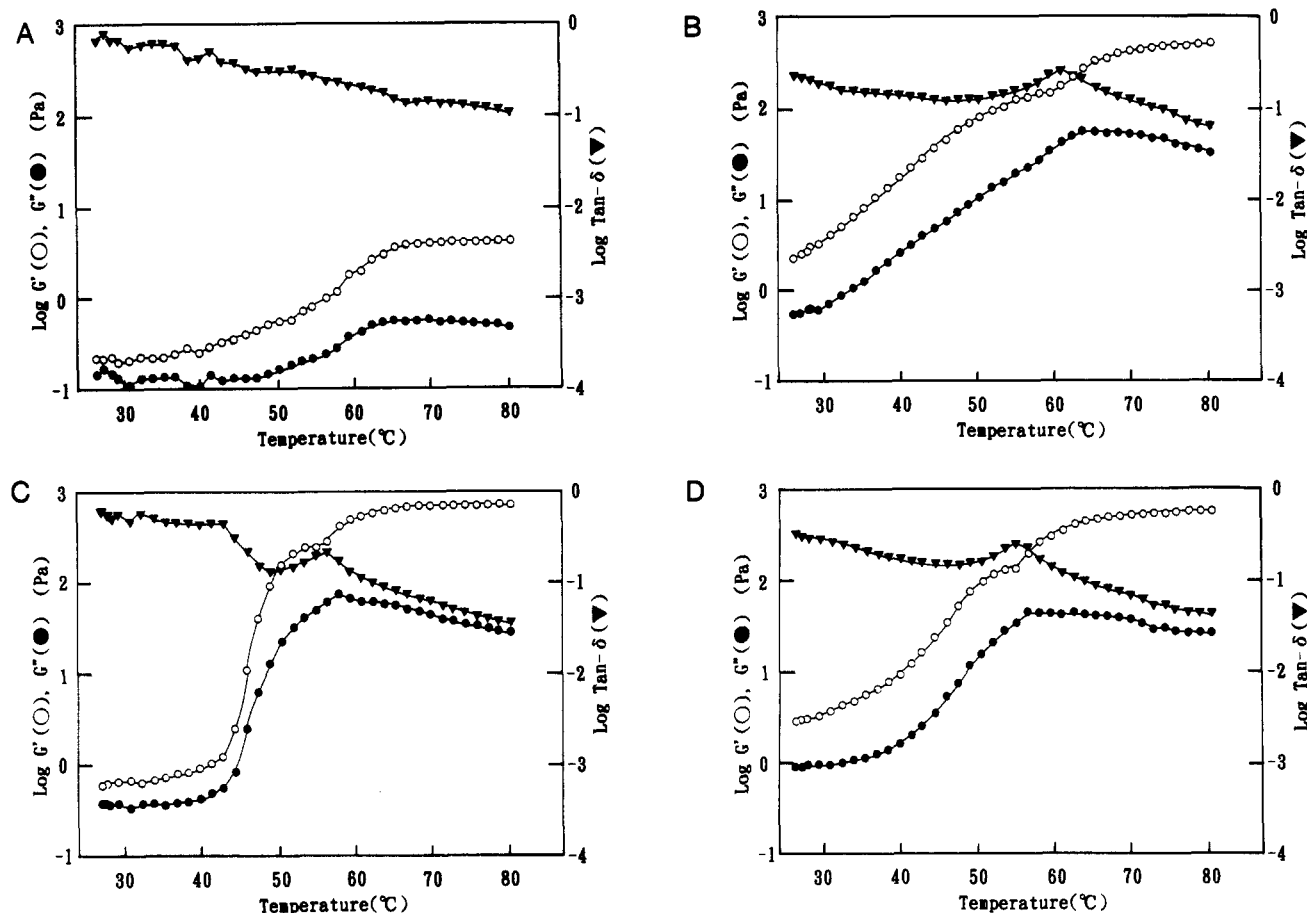 A
3
2
1
0
-1
Log G' (○), G" (●) (Pa)
0
-1
-2
-3
-4
Log Tan-δ (▼)
30 40 50 60 70 80
Temperature(℃)
B
3
2
1
0
-1
Log G' (○), G" (●) (Pa)
0
-1
-2
-3
-4
Log Tan-δ (▼)
30 40 50 60 70 80
Temperature(℃)
C
3
2
1
0
-1
Log G' (○), G" (●) (Pa)
0
-1
-2
-3
-4
Log Tan-δ (▼)
30 40 50 60 70 80
Temperature(℃)
D
3
2
1
0
-1
Log G' (○), G" (●) (Pa)
0
-1
-2
-3
-4
Log Tan-δ (▼)
30 40 50 60 70 80
Temperature(℃)